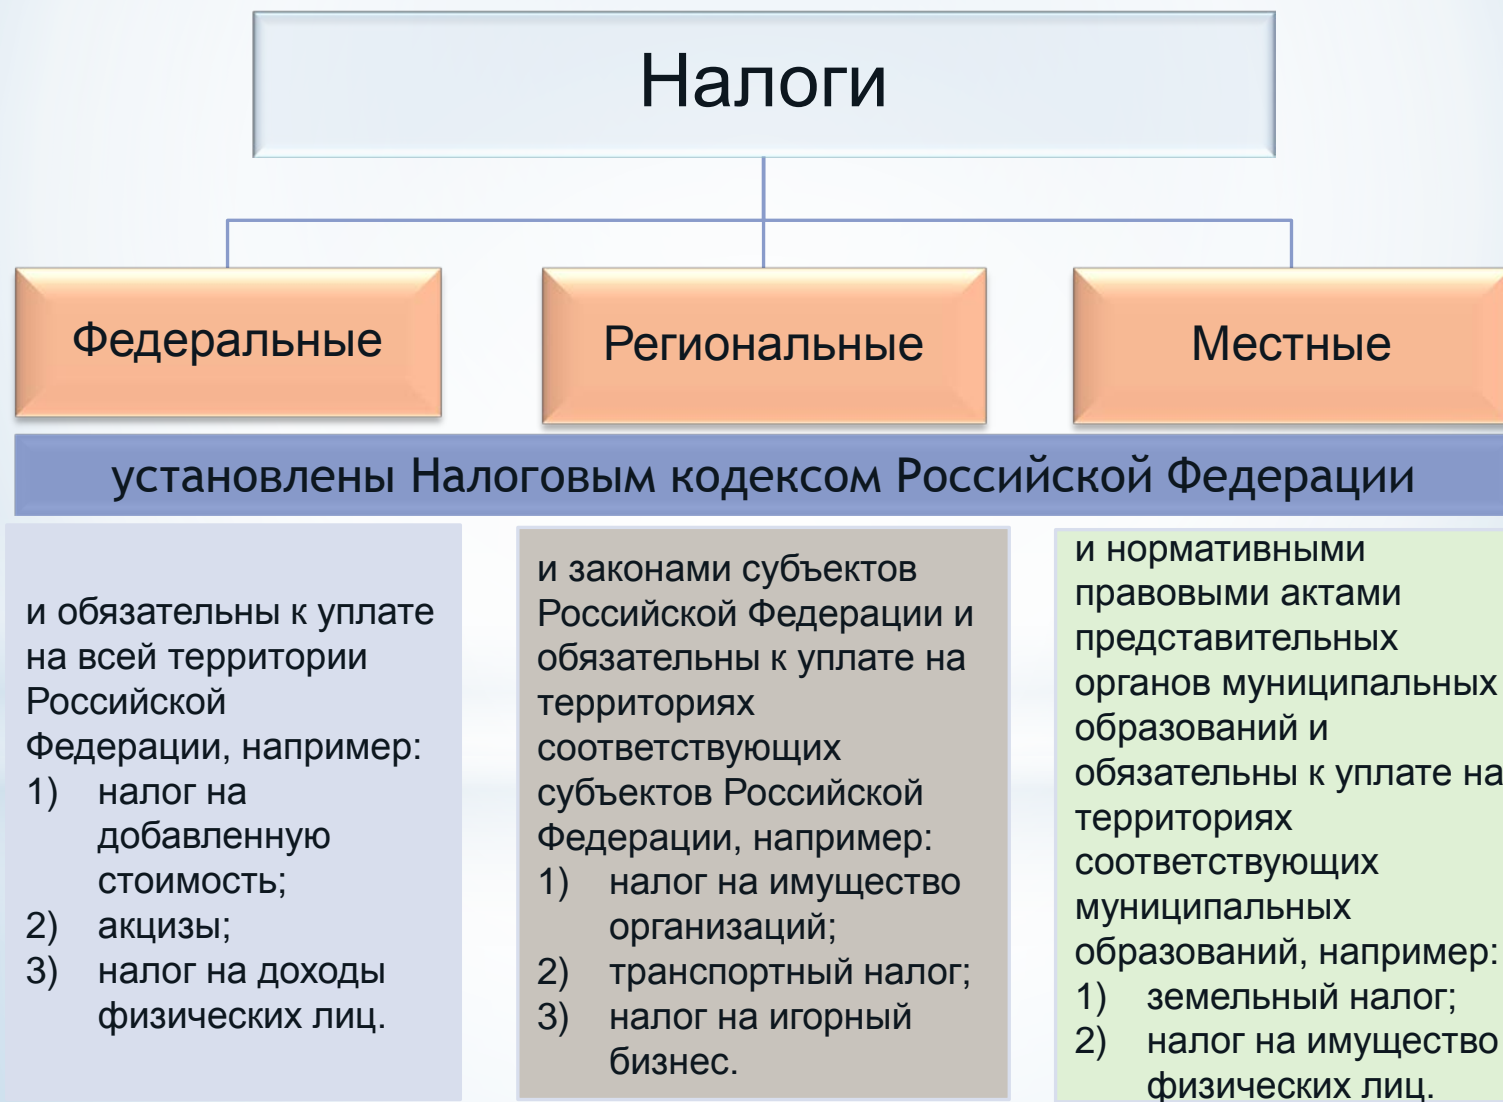 Налоги
Федеральные
Региональные
Местные
установлены Налоговым кодексом Российской Федерации
и обязательны к уплате
на всей территории
Российской
Федерации, например:
1) налог на
добавленную
стоимость;
2) акцизы;
3) налог на доходы
физических лиц.
и законами субъектов
Российской Федерации и
обязательны к уплате на
территориях
соответствующих
субъектов Российской
Федерации, например:
1) налог на имущество
организаций;
2) транспортный налог;
3) налог на игорный
бизнес.
и нормативными
правовыми актами
представительных
органов муниципальных
образований и
обязательны к уплате на
территориях
соответствующих
муниципальных
образований, например:
1) земельный налог;
2) налог на имущество
физических лиц.